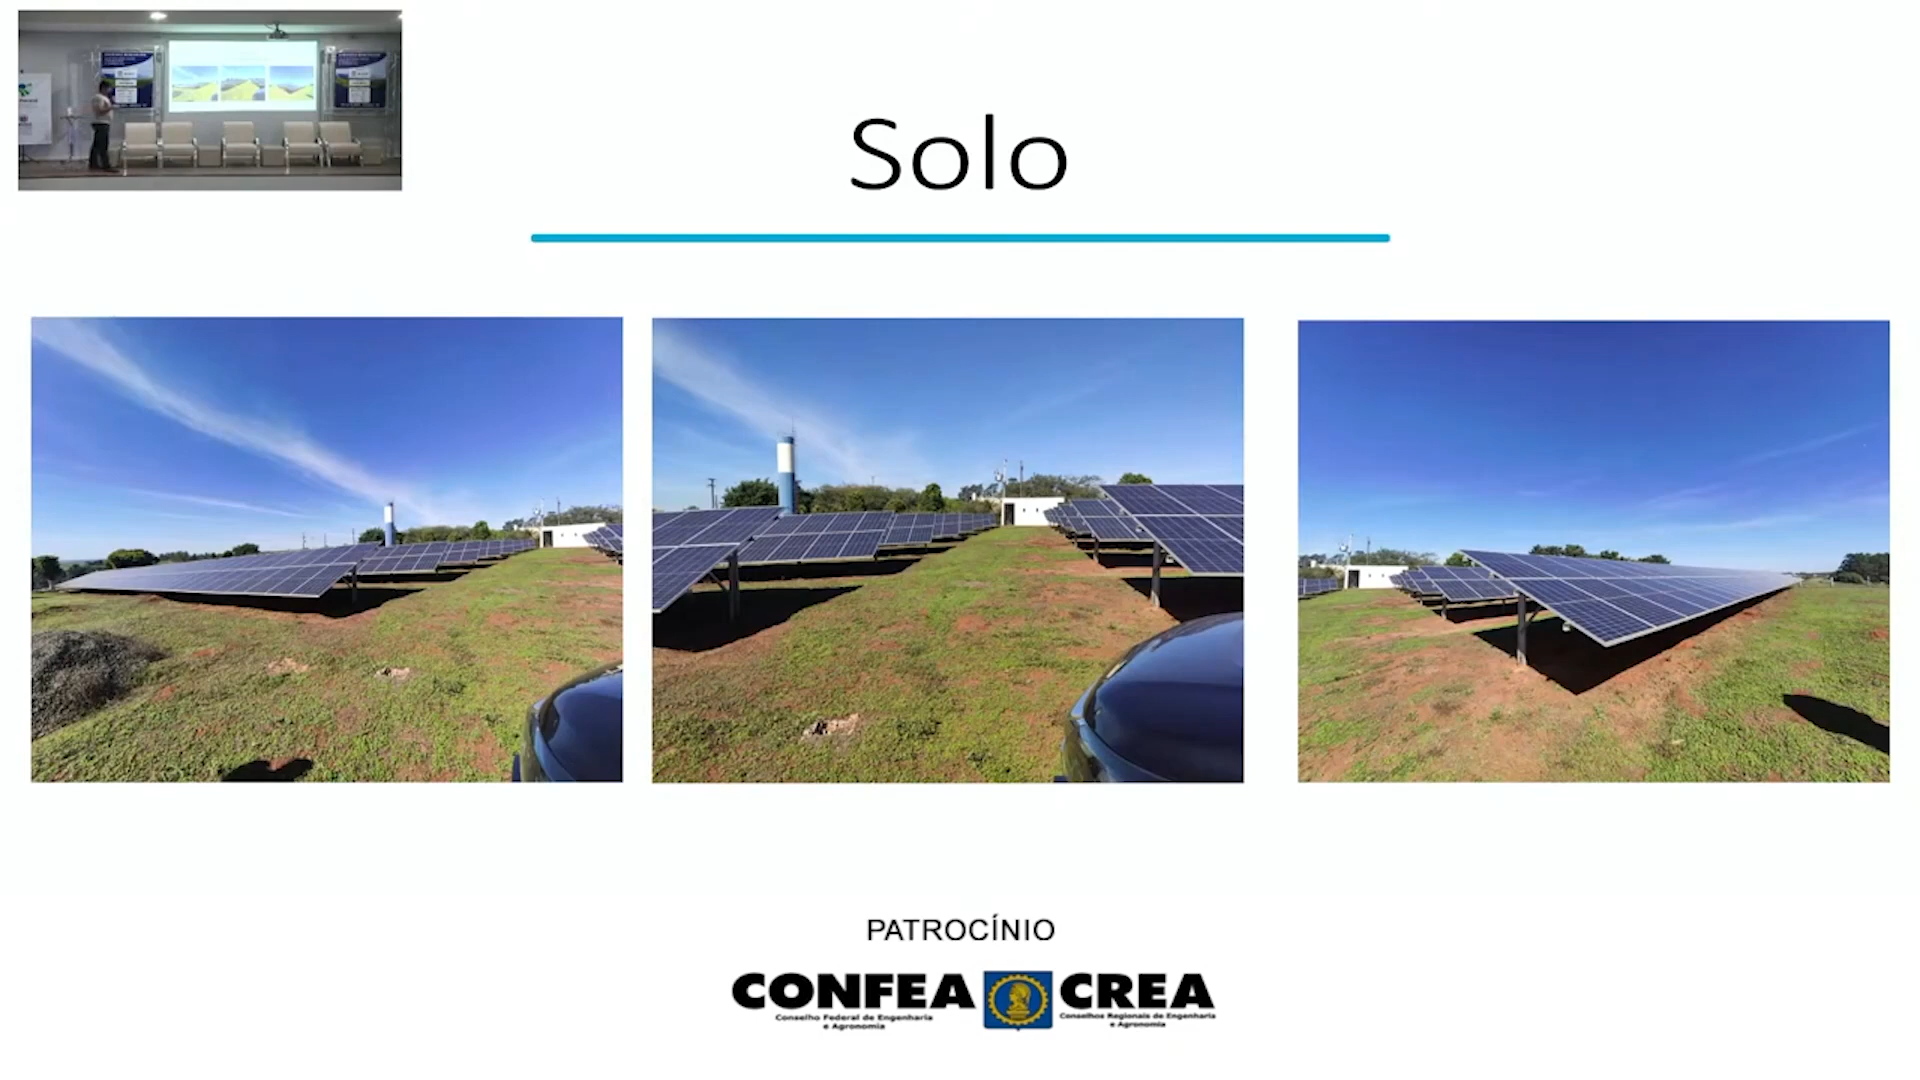 Solo
PATROCÍNIO
CONFEA CREA
Conselho Federal de Engenharia
e Agronomia
Conselhos Regionais de Engenharia
e Agronomia